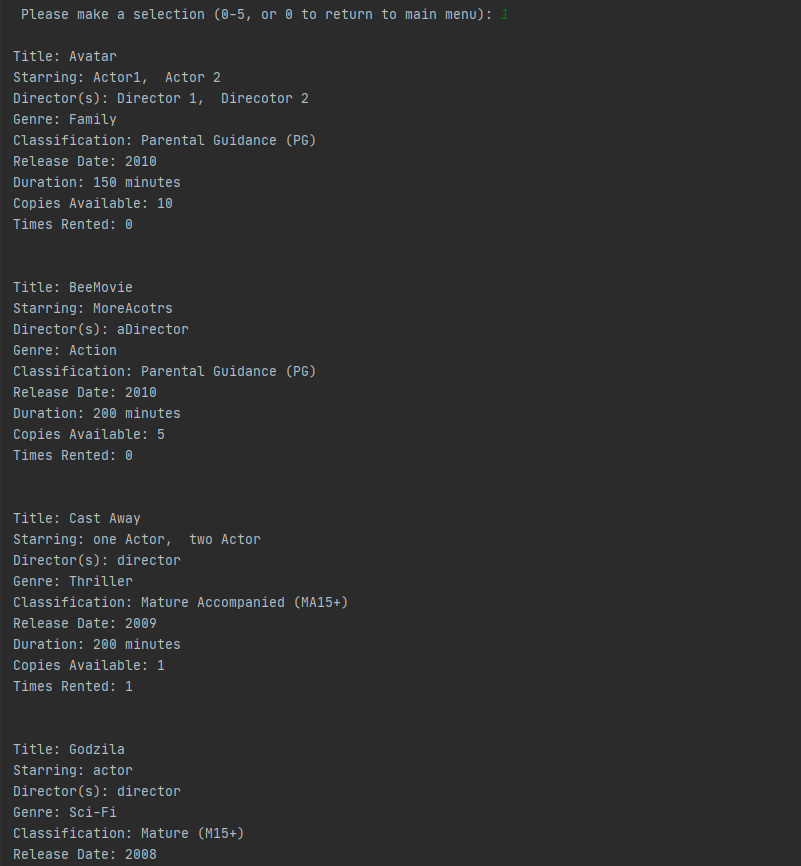 Please make a selection (0-5, or 0 to return to main menu): 1
Title: Avatar
Starring: Actor1,  Actor 2
Director(s): Director 1,  Direcotor 2
Genre: Family
Classification: Parental Guidance (PG)
Release Date: 2010
Duration: 150 minutes
Copies Available: 10
Times Rented: 0
Title: BeeMovie
Starring: MoreAcotrs
Director(s): aDirector
Genre: Action
Classification: Parental Guidance (PG)
Release Date: 2010
Duration: 200 minutes
Copies Available: 5
Times Rented: 0
Title: Cast Away
Starring: one Actor,  two Actor
Director(s): director
Genre: Thriller
Classification: Mature Accompanied (MA15+)
Release Date: 2009
Duration: 200 minutes
Copies Available: 1
Times Rented: 1
Title: Godzila
Starring: actor
Director(s): director
Genre: Sci-Fi
Classification: Mature (M15+)
Release Date: 2008